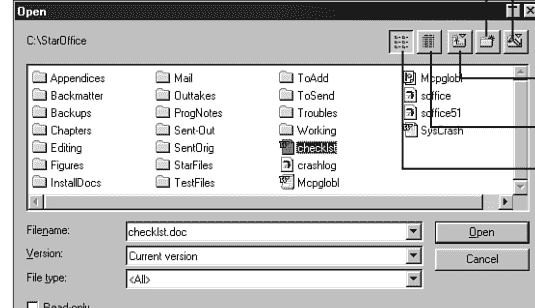 Open
C:\StarOffice
Appendices Mail ToAdd Mcpglobl
Backmatter Outtakes ToSend soffice
Backups ProgNotes Troubles soffice51
Chapters Sent-Out Working SysCrash
Editing SentOrig checklst
Figures StarFiles crashlog
InstallDocs TestFiles Mcpglobl
Filename: checklst.doc Open
Version: Current version Cancel
File type: <All>
Read-only